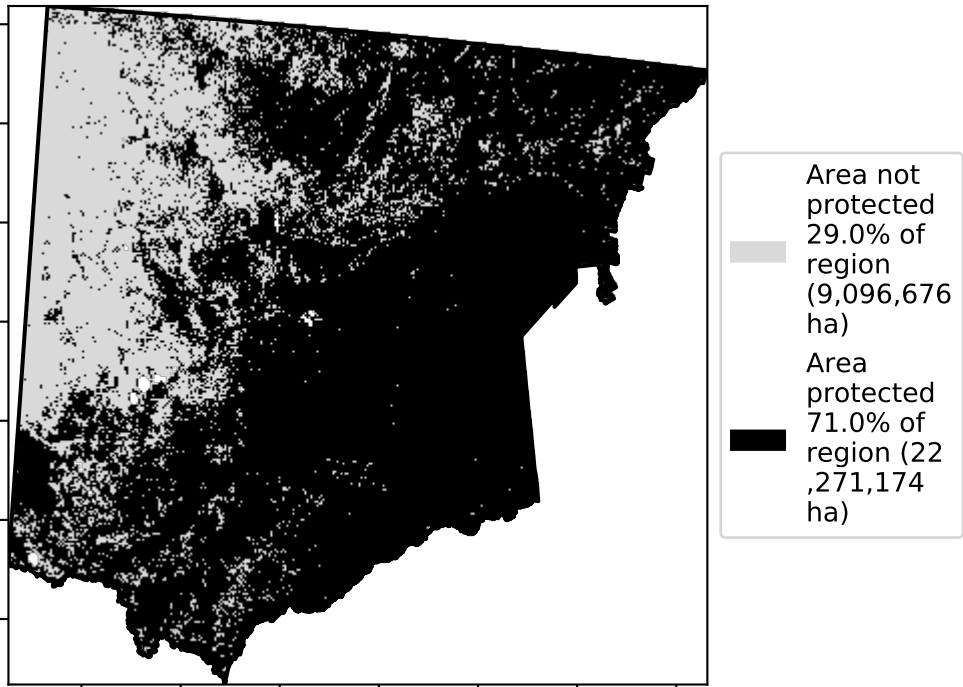 Area not
protected
29.0% of
region
(9,096,676
ha)
Area
protected
71.0% of
region (22
,271,174
ha)